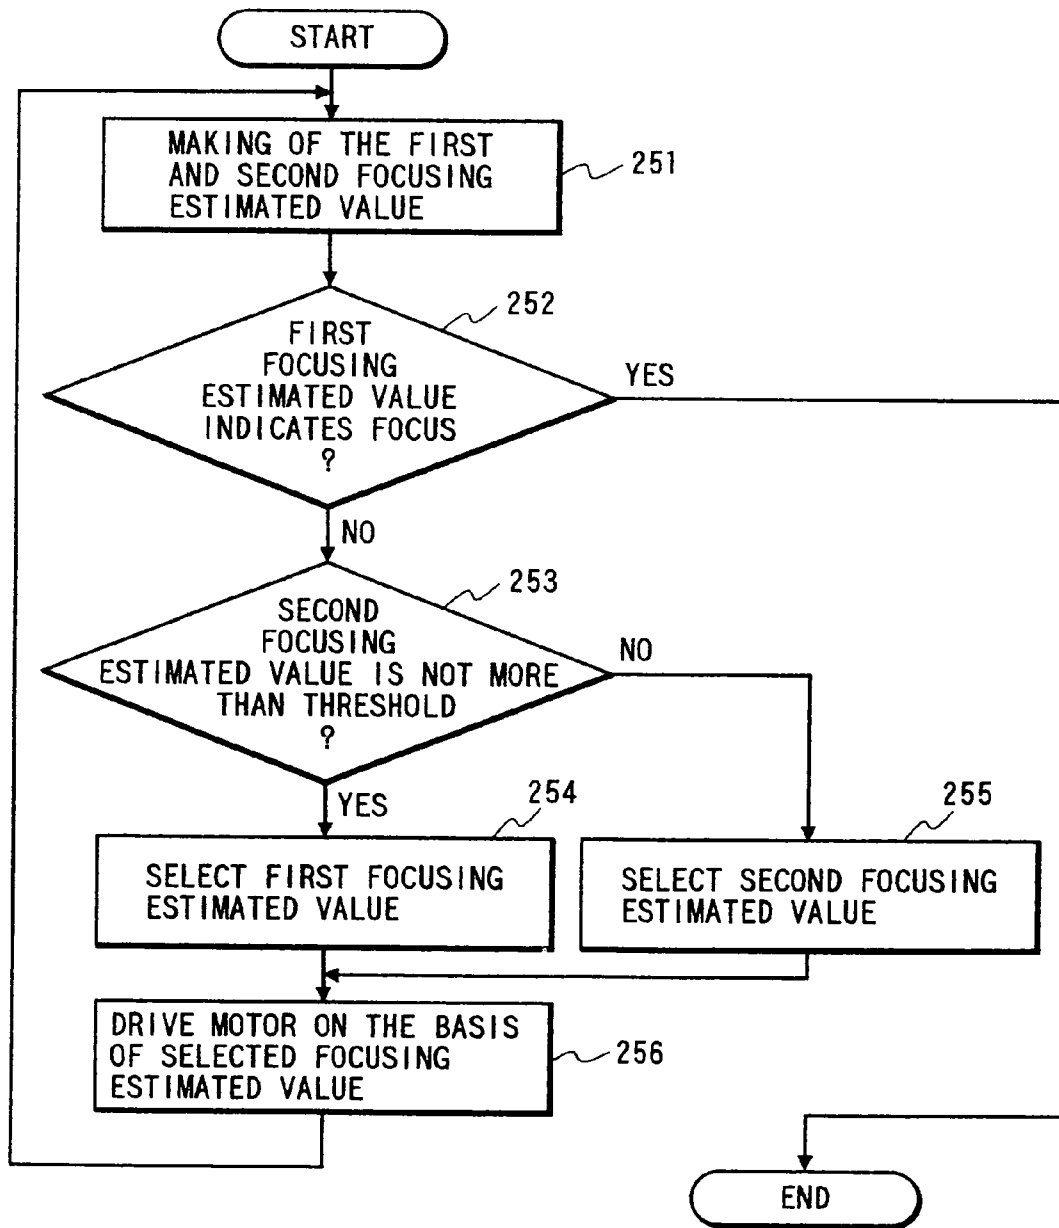 START
MAKING OF THE FIRST
AND SECOND FOCUSING
ESTIMATED VALUE
251
252
FIRST
FOCUSING
ESTIMATED VALUE
INDICATES FOCUS
?
YES
NO
253
SECOND
FOCUSING
ESTIMATED VALUE IS NOT MORE
THAN THRESHOLD
?
NO
YES
254
255
SELECT FIRST FOCUSING
ESTIMATED VALUE
SELECT SECOND FOCUSING
ESTIMATED VALUE
DRIVE MOTOR ON THE BASIS
OF SELECTED FOCUSING
ESTIMATED VALUE
256
END